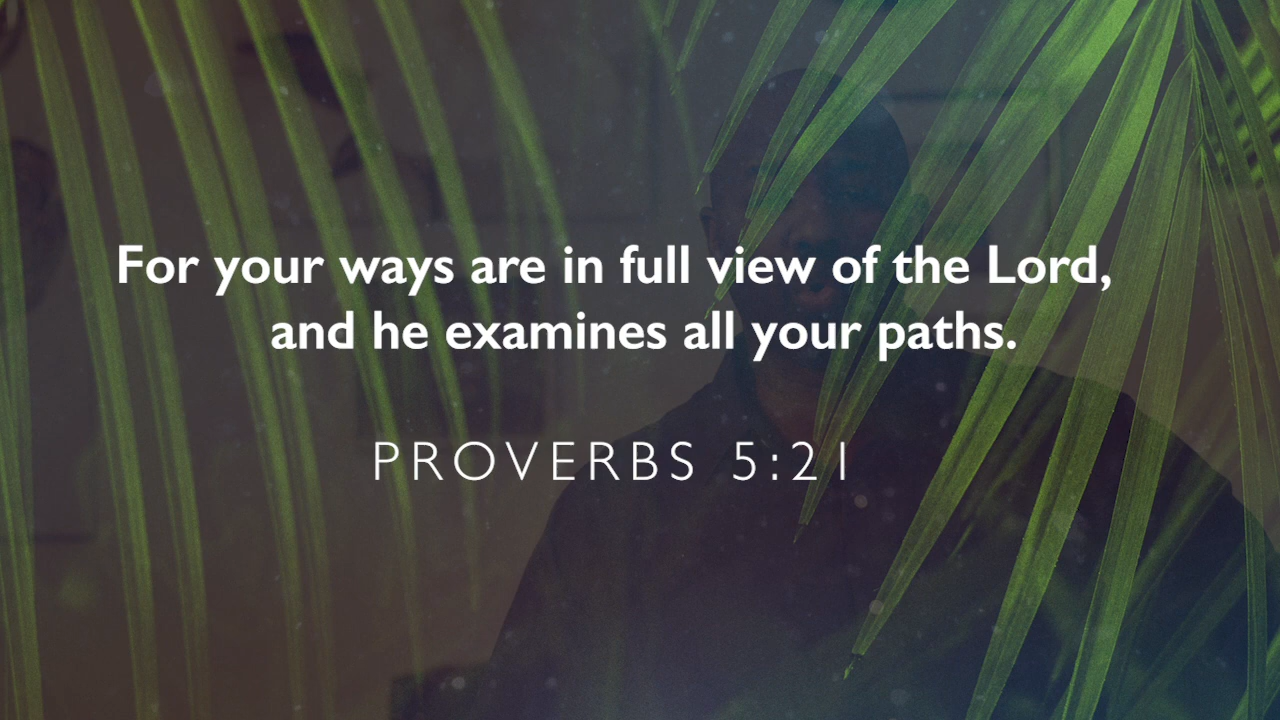 For your ways are in full view of the Lord,
and he examines all your paths.
PROVERBS 5:21